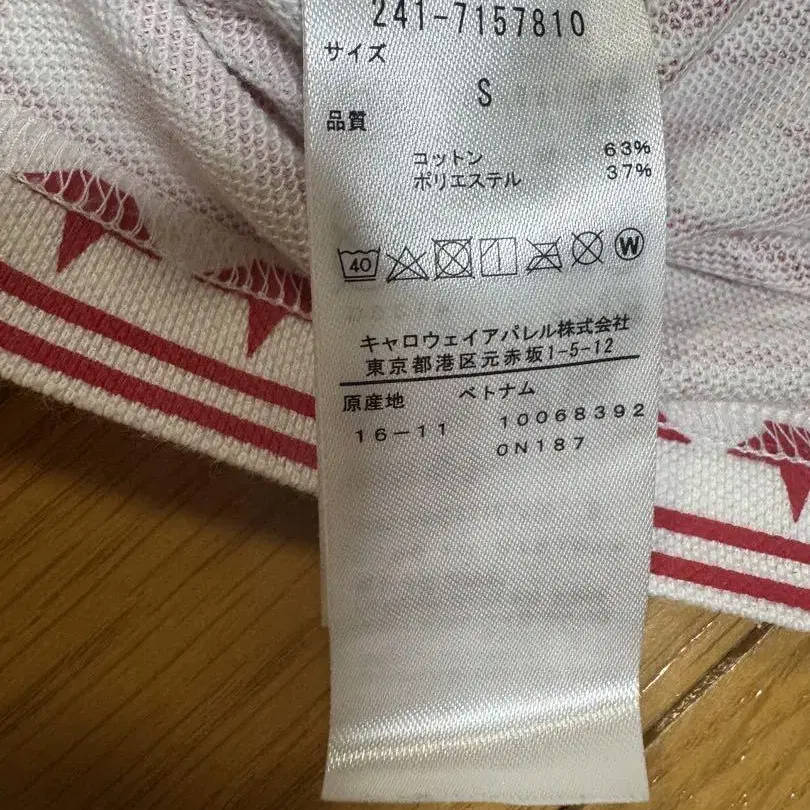 241-7157810
サイズ
S
品質
コットン 63%
ポリエステル 37%
40 W
キャロウェイアパレル株式会社
東京都港区元赤坂1-5-12
原産地 ベトナム
16-11 10068392
0N187